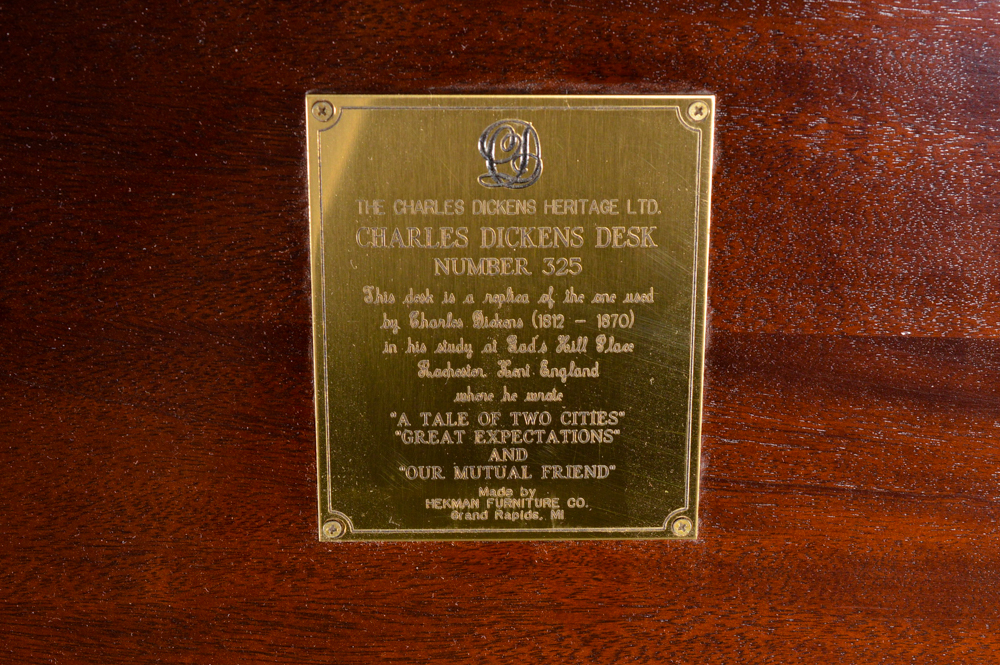 CD
THE CHARLES DICKENS HERITAGE LTD.
CHARLES DICKENS DESK
NUMBER 325
This desk is a replica of the one used
by Charles Dickens (1812 - 1870)
in his study at Gad's Hill Place
Rochester, Kent England
where he wrote
"A TALE OF TWO CITIES"
"GREAT EXPECTATIONS"
AND
"OUR MUTUAL FRIEND"
Made by
HEKMAN FURNITURE CO.,
Grand Rapids, MI